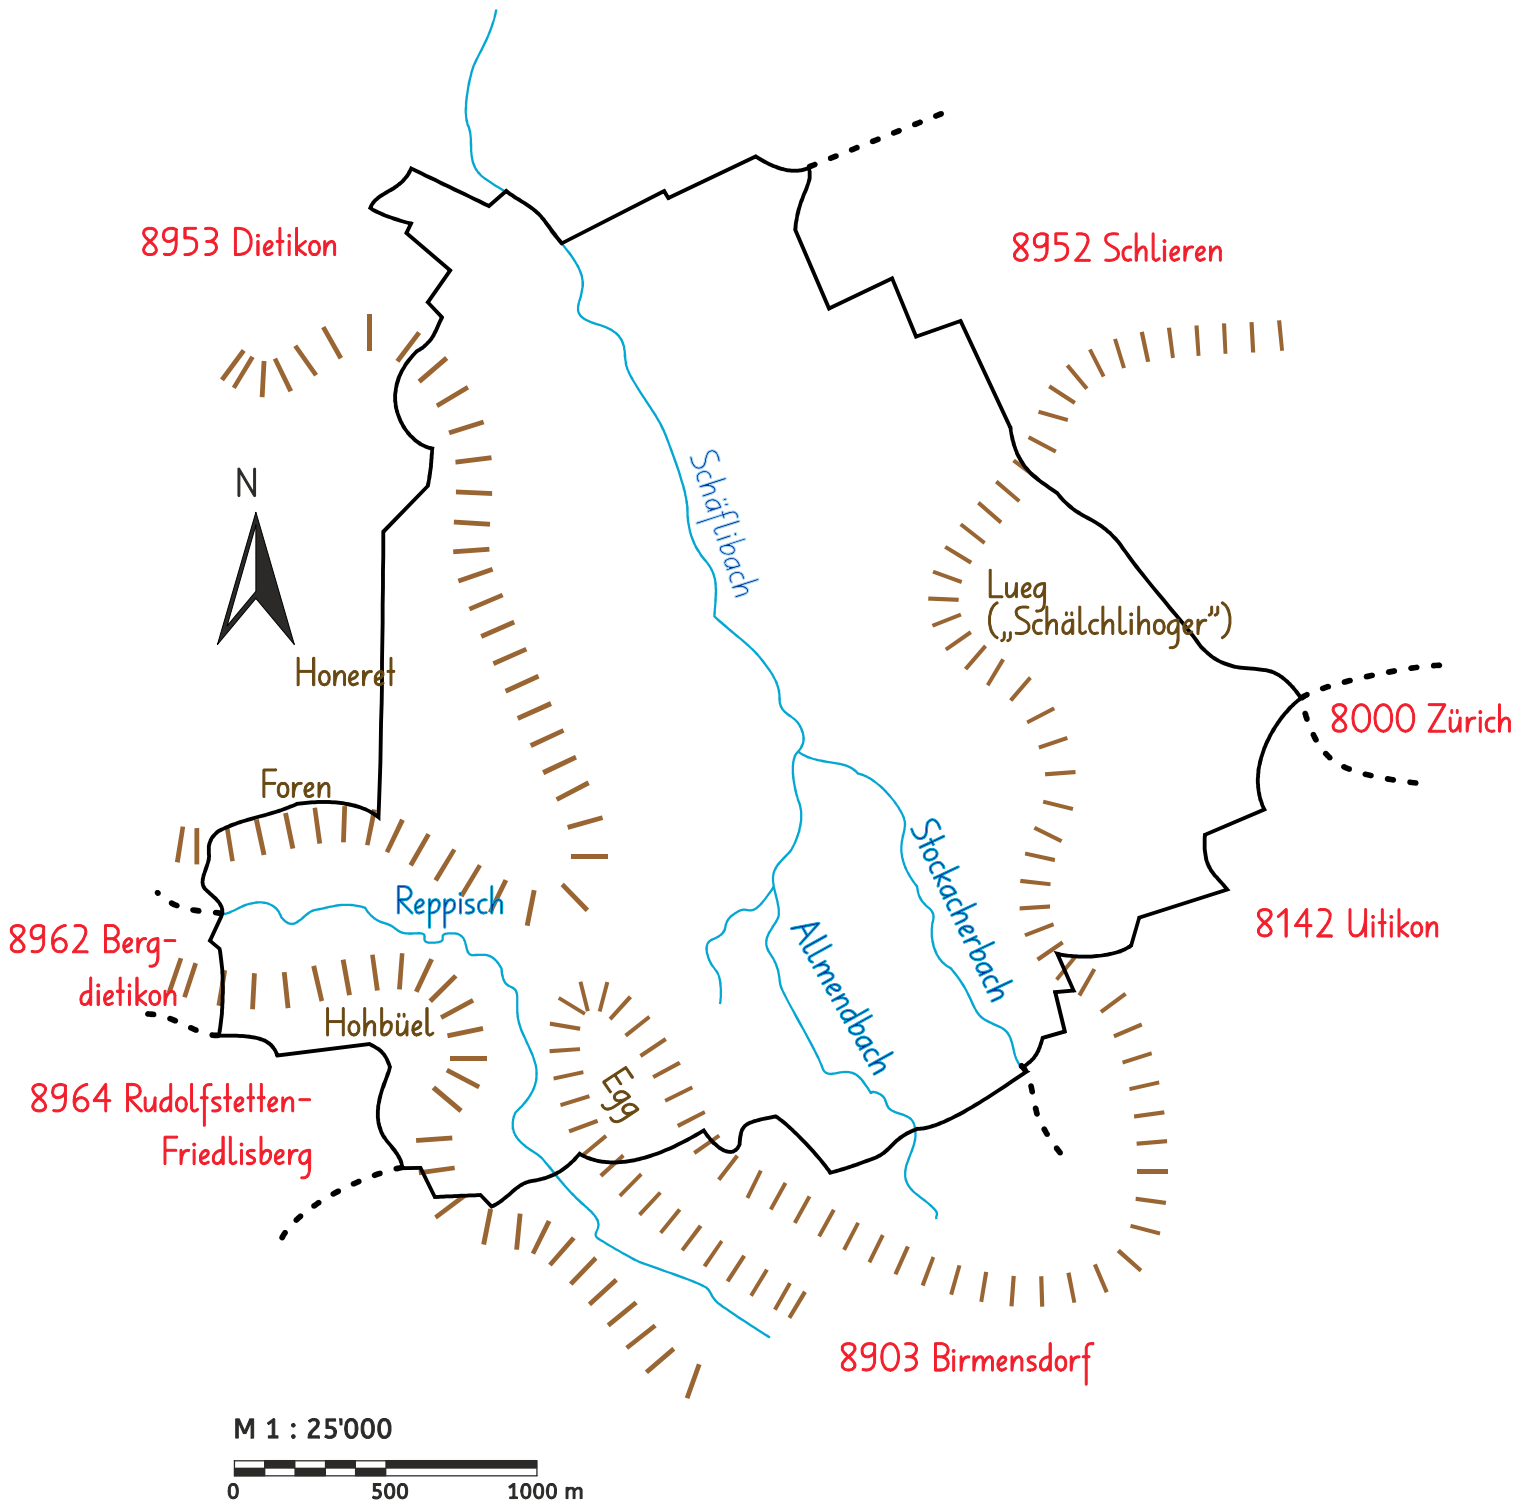 8953 Dietikon
8952 Schlieren
Schäflibach
N
Lueg
(„Schälchlihoger”)
Honeret
8000 Zürich
Foren
Stockacherbach
Reppisch
8142 Uitikon
8962 Berg-
dietikon
Allmendbach
Hohbüel
Egg
8964 Rudolfstetten-
Friedlisberg
8903 Birmensdorf
M 1 : 25'000
0 500 1000 m